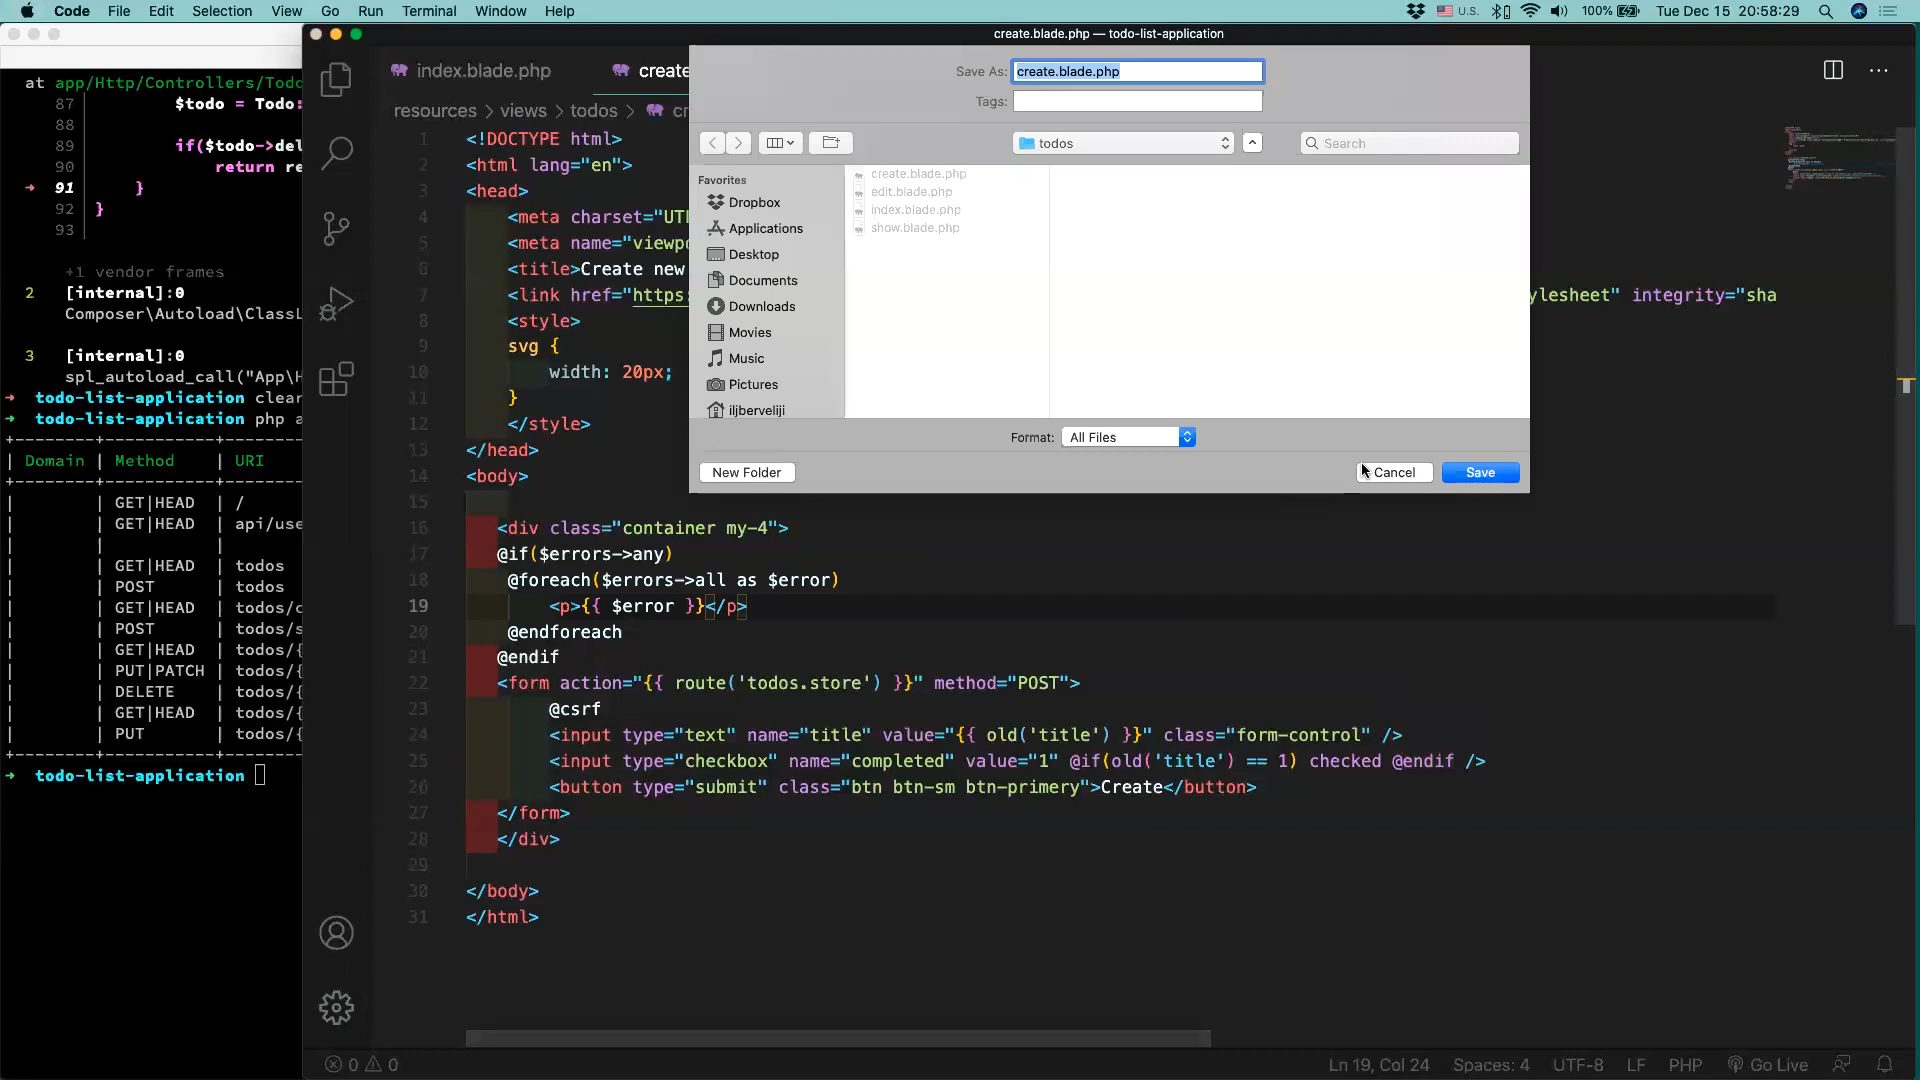 Code File Edit Selection View Go Run Terminal Window Help U.S. 100% Tue Dec 15 20:58:29
create.blade.php — todo-list-application
at app/Http/Controllers/Todo
87 $todo = Todo:
88
89 if($todo->del
90 return re
91 }
92 }
93
+1 vendor frames
2 [internal]:0
Composer\Autoload\ClassL
3 [internal]:0
spl_autoload_call("App\H
todo-list-application clear
todo-list-application php a
+--------+-----------+-------
| Domain | Method | URI
+--------+-----------+-------
| | GET|HEAD | /
| | GET|HEAD | api/use
| | |
| | GET|HEAD | todos
| | POST | todos
| | GET|HEAD | todos/c
| | POST | todos/s
| | GET|HEAD | todos/{
| | PUT|PATCH | todos/{
| | DELETE | todos/{
| | GET|HEAD | todos/{
| | PUT | todos/{
+--------+-----------+-------
todo-list-application
index.blade.php create
resources > views > todos > cr
1 <!DOCTYPE html>
2 <html lang="en">
3 <head>
4 <meta charset="UT
5 <meta name="viewpo
6 <title>Create new
7 <link href="https: ylesheet" integrity="sha
8 <style>
9 svg {
10 width: 20px;
11 }
12 </style>
13 </head>
14 <body>
15
16 <div class="container my-4">
17 @if($errors->any)
18 @foreach($errors->all as $error)
19 <p>{{ $error }}</p>
20 @endforeach
21 @endif
22 <form action="{{ route('todos.store') }}" method="POST">
23 @csrf
24 <input type="text" name="title" value="{{ old('title') }}" class="form-control" />
25 <input type="checkbox" name="completed" value="1" @if(old('title') == 1) checked @endif />
26 <button type="submit" class="btn btn-sm btn-primery">Create</button>
27 </form>
28 </div>
29
30 </body>
31 </html>
Save As: create.blade.php
Tags:
todos
Search
Favorites
Dropbox
Applications
Desktop
Documents
Downloads
Movies
Music
Pictures
iljberveliji
create.blade.php
edit.blade.php
index.blade.php
show.blade.php
Format: All Files
New Folder Cancel Save
0 0 Ln 19, Col 24 Spaces: 4 UTF-8 LF PHP Go Live